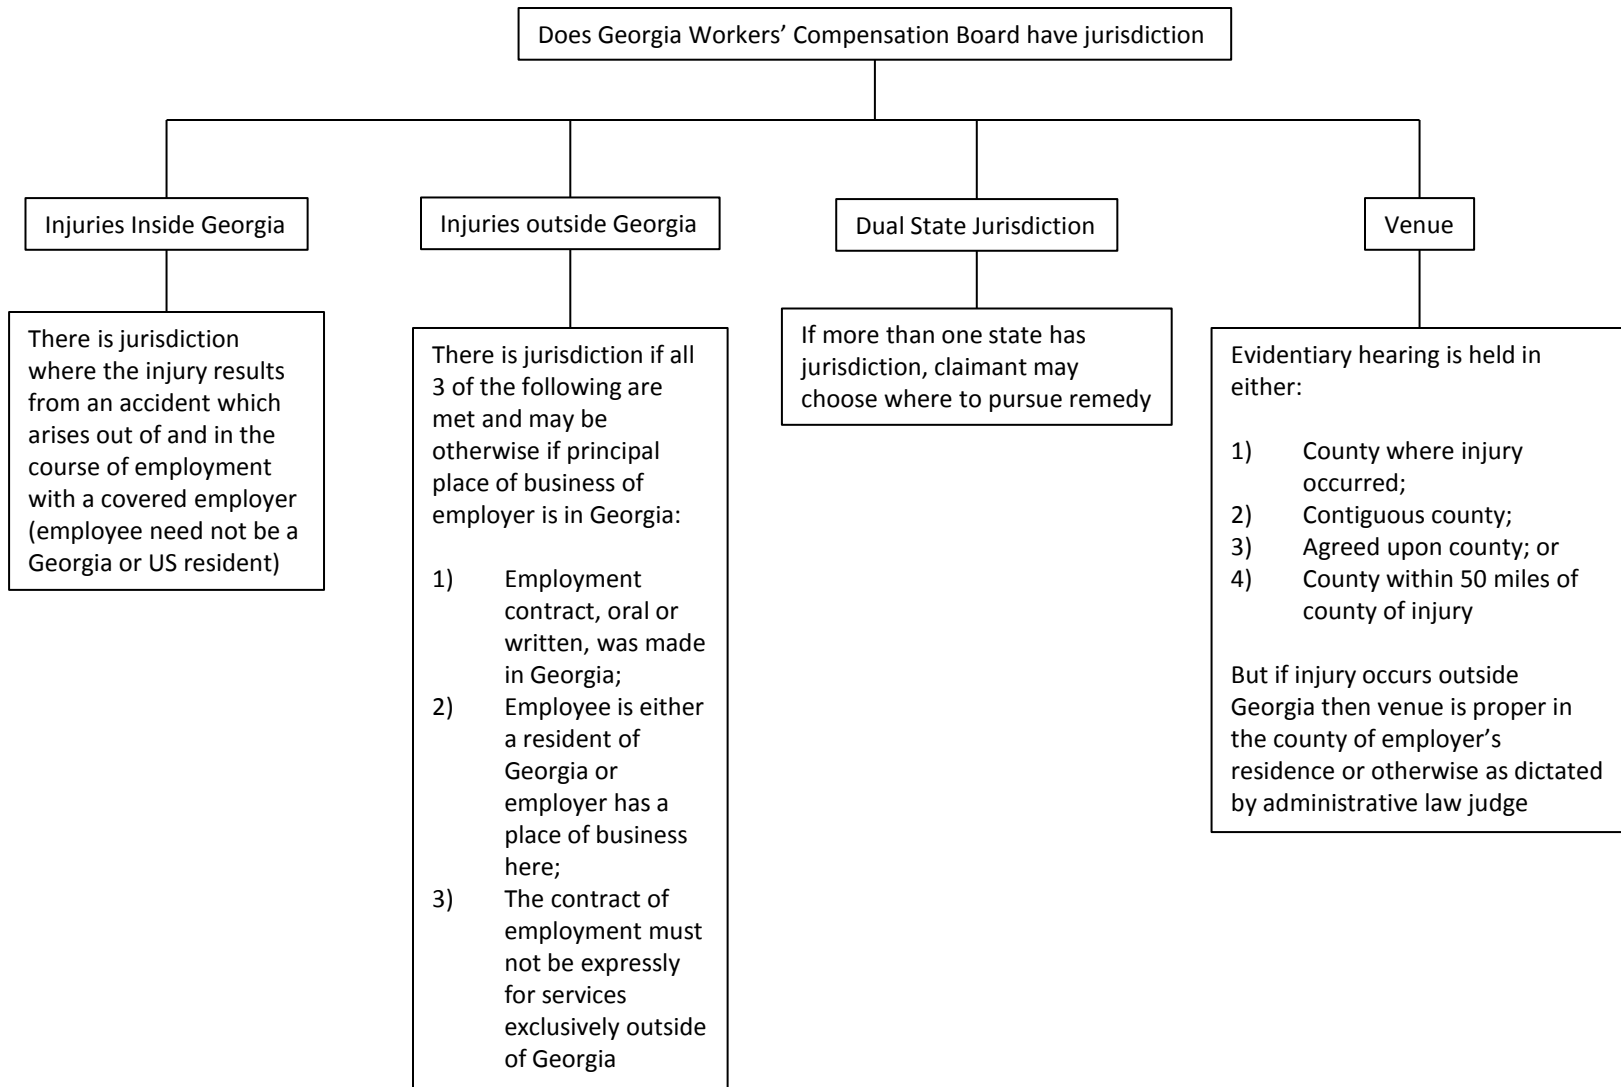 Does Georgia Workers’ Compensation Board have jurisdiction
Injuries Inside Georgia
There is jurisdiction
where the injury results
from an accident which
arises out of and in the
course of employment
with a covered employer
(employee need not be a
Georgia or US resident)
Injuries outside Georgia
There is jurisdiction if all
3 of the following are
met and may be
otherwise if principal
place of business of
employer is in Georgia:
1) Employment
contract, oral or
written, was made
in Georgia;
2) Employee is either
a resident of
Georgia or
employer has a
place of business
here;
3) The contract of
employment must
not be expressly
for services
exclusively outside
of Georgia
Dual State Jurisdiction
If more than one state has
jurisdiction, claimant may
choose where to pursue remedy
Venue
Evidentiary hearing is held in
either:
1) County where injury
occurred;
2) Contiguous county;
3) Agreed upon county; or
4) County within 50 miles of
county of injury
But if injury occurs outside
Georgia then venue is proper in
the county of employer’s
residence or otherwise as dictated
by administrative law judge